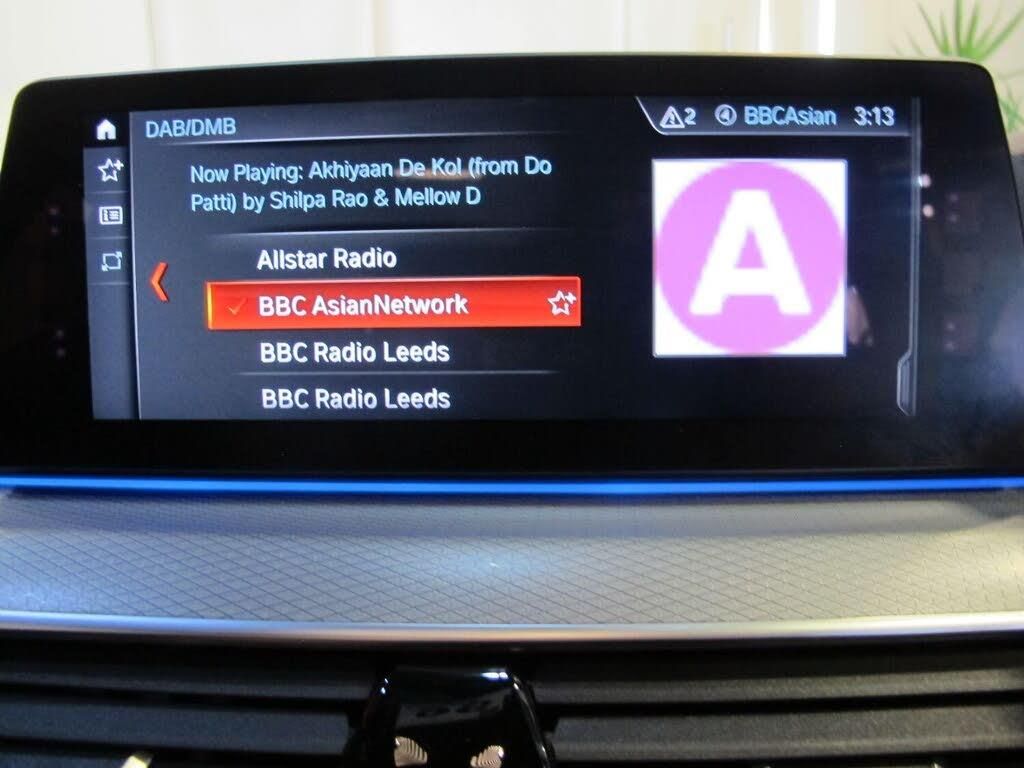 DAB/DMB
2 BBCAsian 3:13
Now Playing: Akhiyaan De Kol (from Do
Patti) by Shilpa Rao & Mellow D
A
Allstar Radio
BBC AsianNetwork
BBC Radio Leeds
BBC Radio Leeds